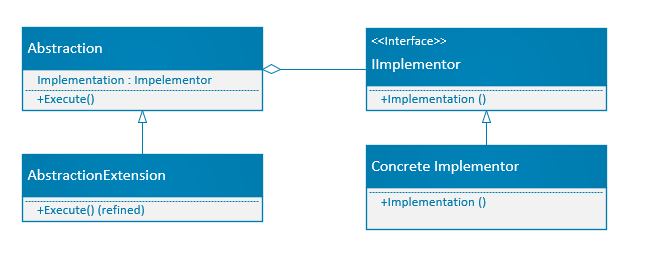 Abstraction
Implementation : Impelementor
+Execute()
<<Interface>>
IImplementor
+Implementation ()
AbstractionExtension
+Execute() (refined)
Concrete Implementor
+Implementation ()